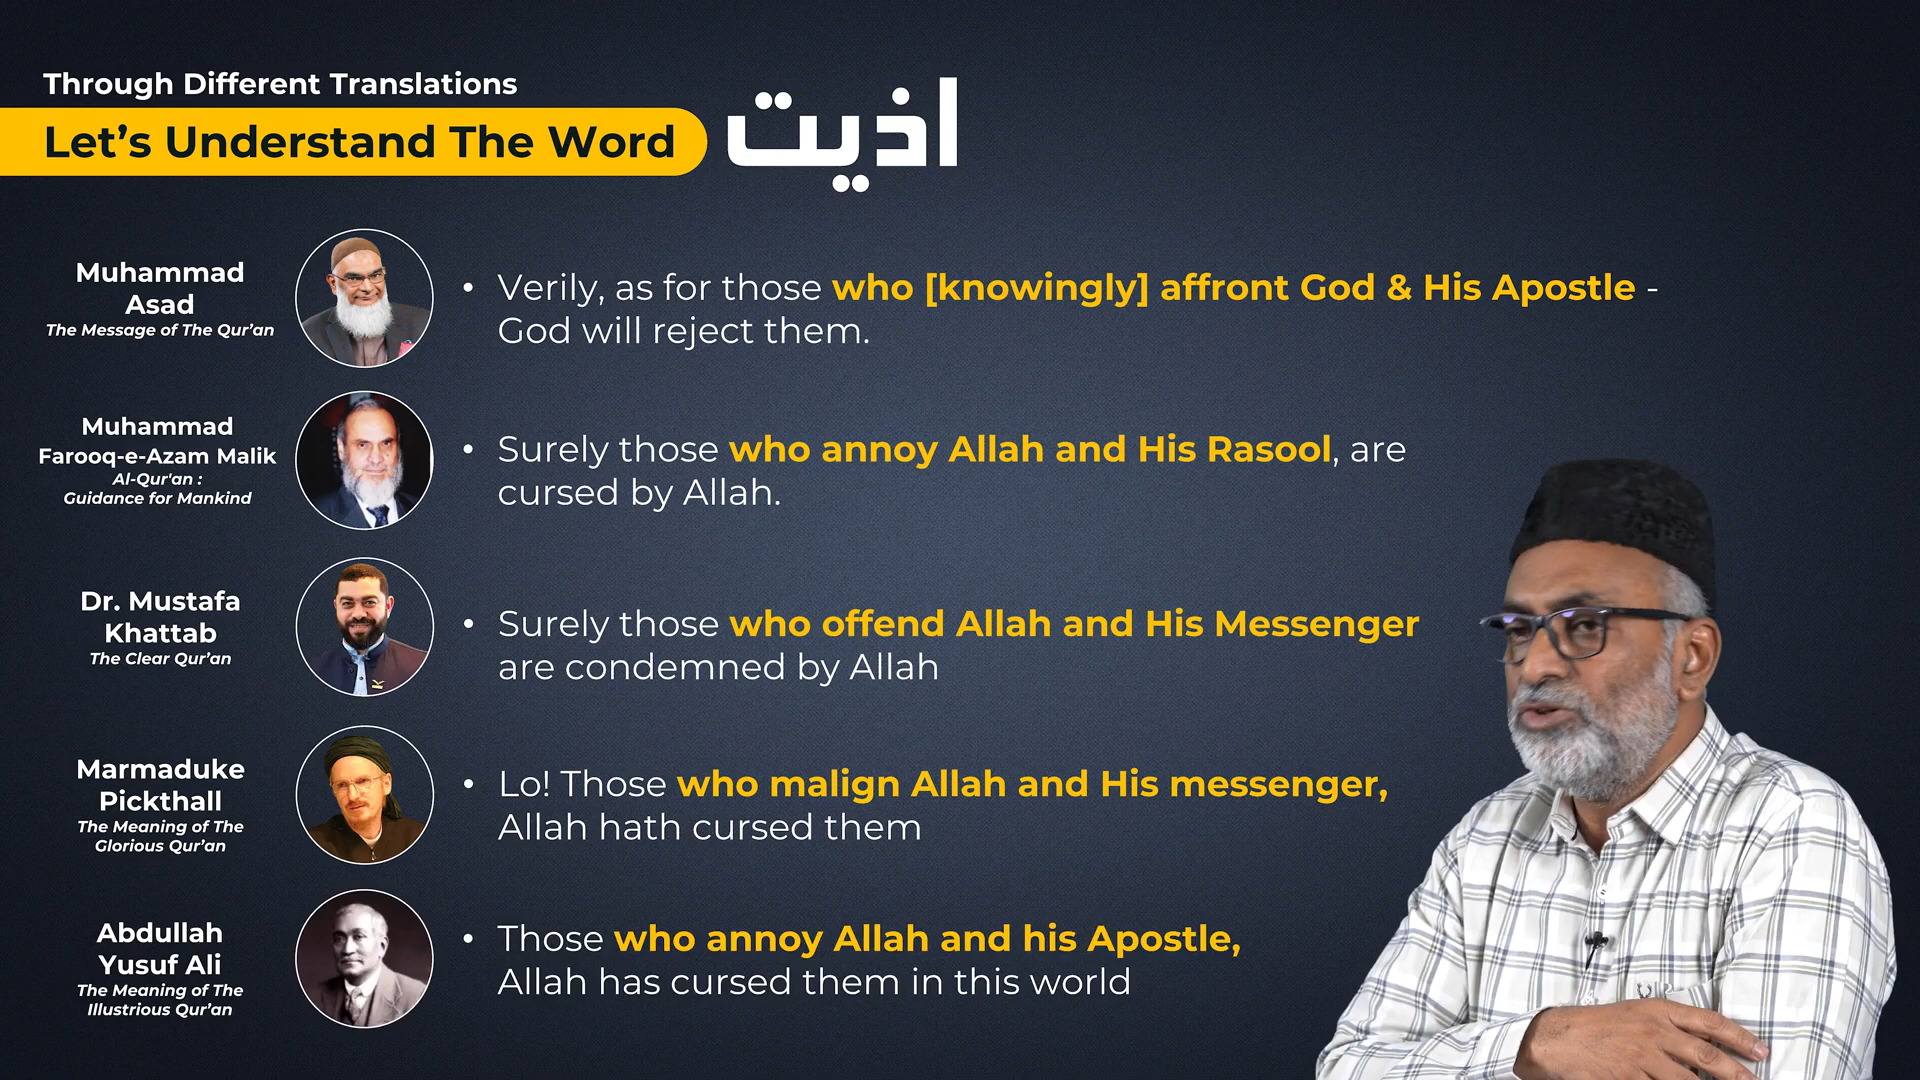 Through Different Translations
Let’s Understand The Word
اذیت
Muhammad
Asad
The Message of The Qur’an
• Verily, as for those who [knowingly] affront God & His Apostle -
God will reject them.
Muhammad
Farooq-e-Azam Malik
Al-Qur'an :
Guidance for Mankind
• Surely those who annoy Allah and His Rasool, are
cursed by Allah.
Dr. Mustafa
Khattab
The Clear Qur’an
• Surely those who offend Allah and His Messenger
are condemned by Allah
Marmaduke
Pickthall
The Meaning of The
Glorious Qur’an
• Lo! Those who malign Allah and His messenger,
Allah hath cursed them
Abdullah
Yusuf Ali
The Meaning of The
Illustrious Qur’an
• Those who annoy Allah and his Apostle,
Allah has cursed them in this world